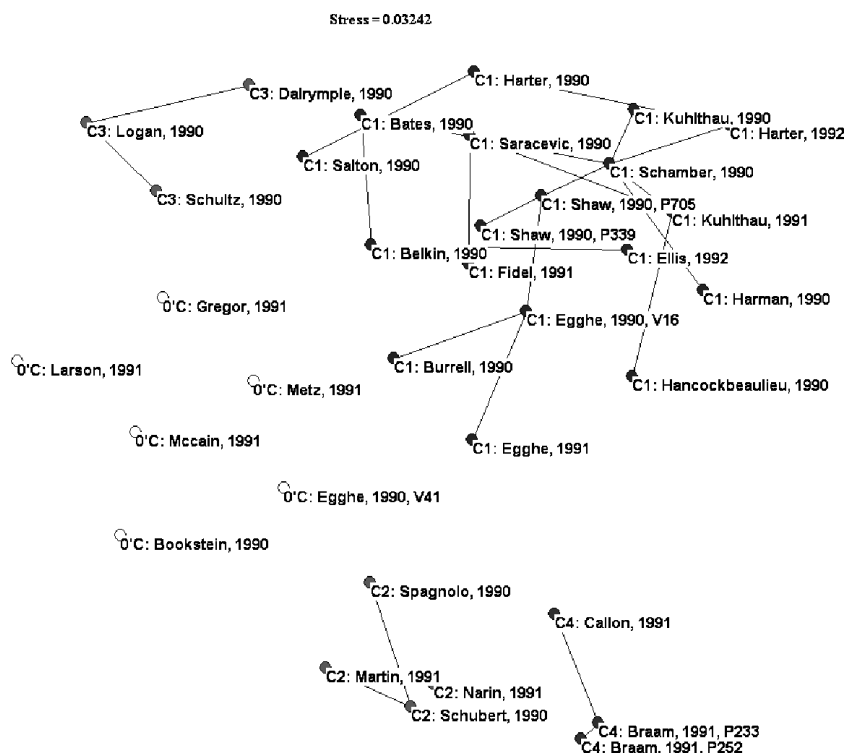 Stress = 0.03242
C1: Harter, 1990
C3: Dalrymple, 1990
C1: Kuhlthau, 1990
C1: Bates, 1990
C3: Logan, 1990
C1: Harter, 1992
C1: Saracevic, 1990
C1: Salton, 1990
C1: Schamber, 1990
C3: Schultz, 1990
C1: Shaw, 1990, P705
C1: Kuhlthau, 1991
C1: Shaw, 1990, P339
C1: Belkin, 1990
C1: Ellis, 1992
C1: Fidel, 1991
C1: Harman, 1990
0'C: Gregor, 1991
C1: Egghe, 1990, V16
C1: Burrell, 1990
0'C: Larson, 1991
C1: Hancockbeaulieu, 1990
0'C: Metz, 1991
0'C: Mccain, 1991
C1: Egghe, 1991
0'C: Egghe, 1990, V41
0'C: Bookstein, 1990
C2: Spagnolo, 1990
C4: Callon, 1991
C2: Martin, 1991
C2: Narin, 1991
C2: Schubert, 1990
C4: Braam, 1991, P233
C4: Braam, 1991, P252